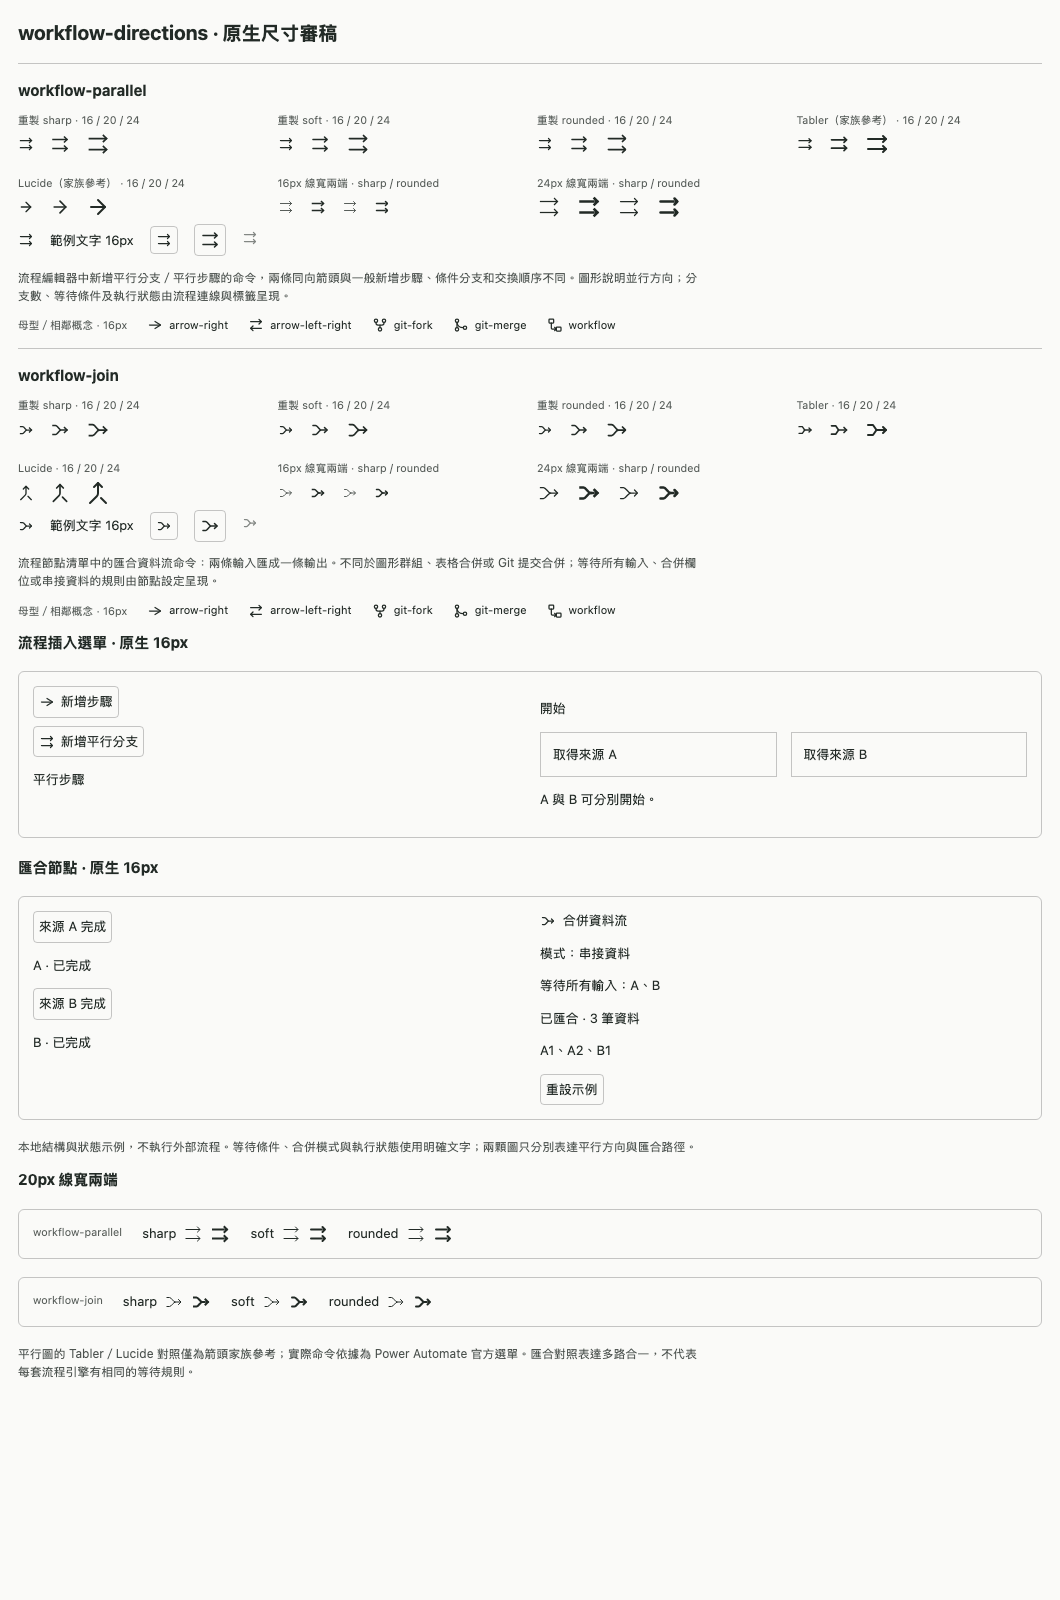 workflow-directions · 原生尺寸審稿
workflow-parallel
重製 sharp · 16 / 20 / 24
重製 soft · 16 / 20 / 24
重製 rounded · 16 / 20 / 24
Tabler（家族參考） · 16 / 20 / 24
Lucide（家族參考） · 16 / 20 / 24
16px 線寬兩端 · sharp / rounded
24px 線寬兩端 · sharp / rounded
範例文字 16px
流程編輯器中新增平行分支 / 平行步驟的命令，兩條同向箭頭與一般新增步驟、條件分支和交換順序不同。圖形說明並行方向；分
支數、等待條件及執行狀態由流程連線與標籤呈現。
母型 / 相鄰概念 · 16px arrow-right arrow-left-right git-fork git-merge workflow
workflow-join
重製 sharp · 16 / 20 / 24
重製 soft · 16 / 20 / 24
重製 rounded · 16 / 20 / 24
Tabler · 16 / 20 / 24
Lucide · 16 / 20 / 24
16px 線寬兩端 · sharp / rounded
24px 線寬兩端 · sharp / rounded
範例文字 16px
流程節點清單中的匯合資料流命令：兩條輸入匯成一條輸出。不同於圖形群組、表格合併或 Git 提交合併；等待所有輸入、合併欄
位或串接資料的規則由節點設定呈現。
母型 / 相鄰概念 · 16px arrow-right arrow-left-right git-fork git-merge workflow
流程插入選單 · 原生 16px
新增步驟
新增平行分支
平行步驟
開始
取得來源 A
取得來源 B
A 與 B 可分別開始。
匯合節點 · 原生 16px
來源 A 完成
A · 已完成
來源 B 完成
B · 已完成
合併資料流
模式：串接資料
等待所有輸入：A、B
已匯合 · 3 筆資料
A1、A2、B1
重設示例
本地結構與狀態示例，不執行外部流程。等待條件、合併模式與執行狀態使用明確文字；兩顆圖只分別表達平行方向與匯合路徑。
20px 線寬兩端
workflow-parallel sharp soft rounded
workflow-join sharp soft rounded
平行圖的 Tabler / Lucide 對照僅為箭頭家族參考；實際命令依據為 Power Automate 官方選單。匯合對照表達多路合一，不代表
每套流程引擎有相同的等待規則。